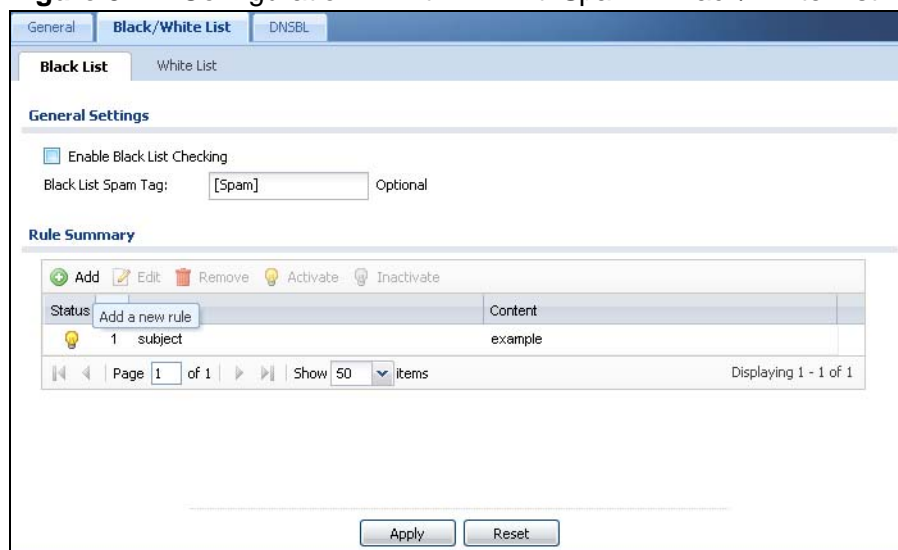 General Black/White List DNSBL
Black List White List
General Settings
Enable Black List Checking
Black List Spam Tag: [Spam] Optional
Rule Summary
Add Edit Remove Activate Inactivate
Status Content
Add a new rule
1 subject example
Page 1 of 1 Show 50 items Displaying 1 - 1 of 1
Apply Reset